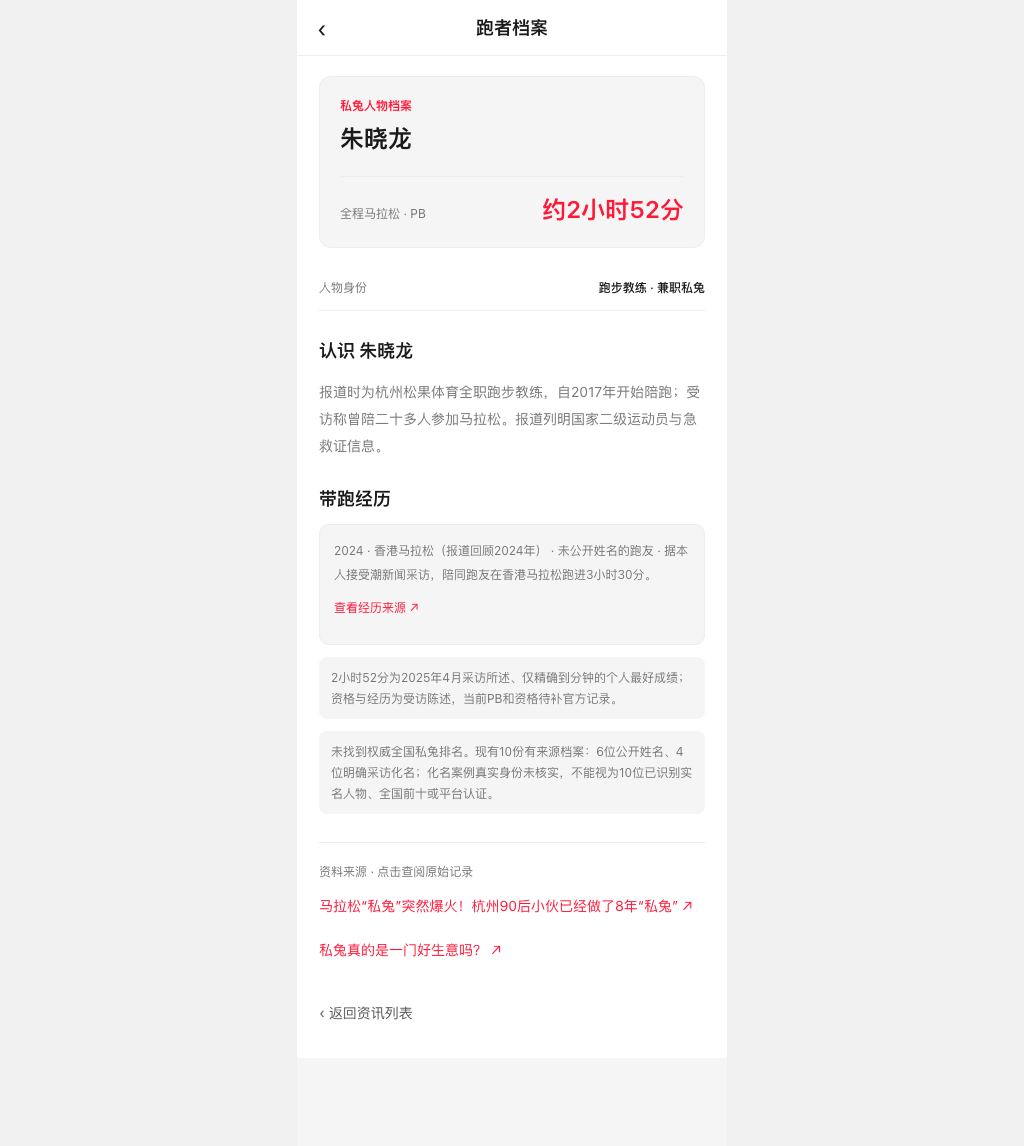 ‹
跑者档案
私兔人物档案
朱晓龙
全程马拉松 · PB
约2小时52分
人物身份
跑步教练 · 兼职私兔
认识 朱晓龙
报道时为杭州松果体育全职跑步教练，自2017年开始陪跑；受
访称曾陪二十多人参加马拉松。报道列明国家二级运动员与急
救证信息。
带跑经历
2024 · 香港马拉松（报道回顾2024年） · 未公开姓名的跑友 · 据本
人接受潮新闻采访，陪同跑友在香港马拉松跑进3小时30分。
查看经历来源 ↗
2小时52分为2025年4月采访所述、仅精确到分钟的个人最好成绩；
资格与经历为受访陈述，当前PB和资格待补官方记录。
未找到权威全国私兔排名。现有10份有来源档案：6位公开姓名、4
位明确采访化名；化名案例真实身份未核实，不能视为10位已识别实
名人物、全国前十或平台认证。
资料来源 · 点击查阅原始记录
马拉松“私兔”突然爆火！杭州90后小伙已经做了8年“私兔” ↗
私兔真的是一门好生意吗？ ↗
‹ 返回资讯列表